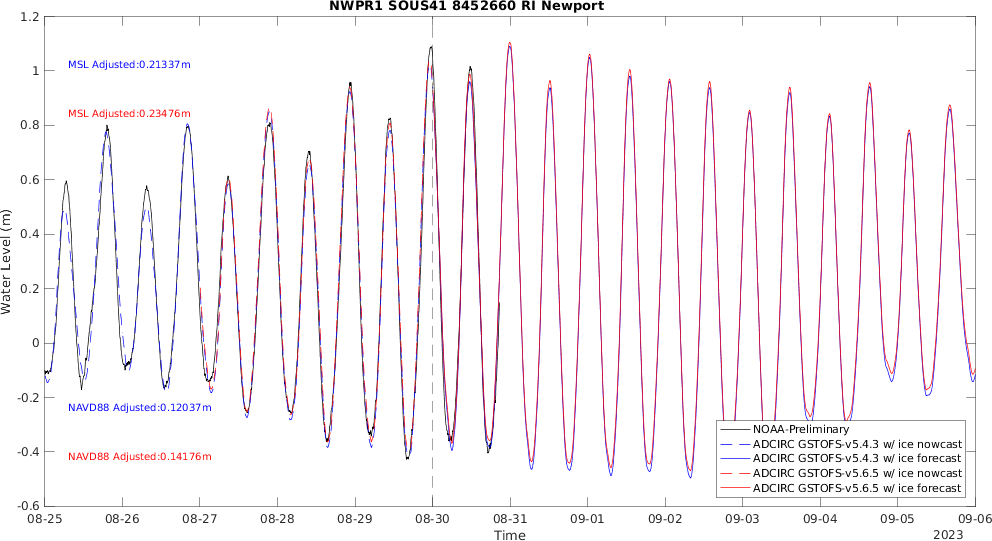 NWPR1 SOUS41 8452660 RI Newport
Water Level (m)
1.2
1
0.8
0.6
0.4
0.2
0
-0.2
-0.4
-0.6
MSL Adjusted:0.21337m
MSL Adjusted:0.23476m
NAVD88 Adjusted:0.12037m
NAVD88 Adjusted:0.14176m
NOAA-Preliminary
ADCIRC GSTOFS-v5.4.3 w/ ice nowcast
ADCIRC GSTOFS-v5.4.3 w/ ice forecast
ADCIRC GSTOFS-v5.6.5 w/ ice nowcast
ADCIRC GSTOFS-v5.6.5 w/ ice forecast
08-25 08-26 08-27 08-28 08-29 08-30 08-31 09-01 09-02 09-03 09-04 09-05 09-06
Time
2023